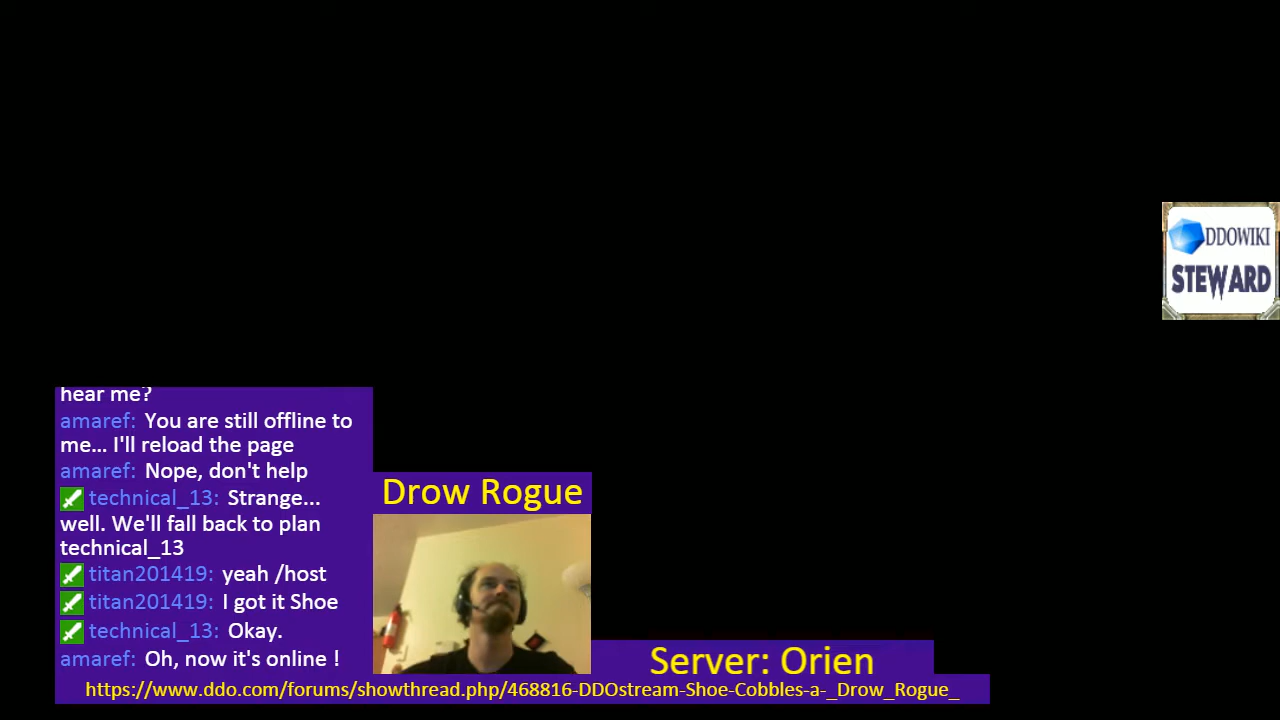 DDOWIKI
STEWARD
hear me?
amaref: You are still offline to
me... I'll reload the page
amaref: Nope, don't help
technical_13: Strange...
well. We'll fall back to plan
technical_13
titan201419: yeah /host
titan201419: I got it Shoe
technical_13: Okay.
amaref: Oh, now it's online !
Drow Rogue
Server: Orien
https://www.ddo.com/forums/showthread.php/468816-DDOstream-Shoe-Cobbles-a-_Drow_Rogue_